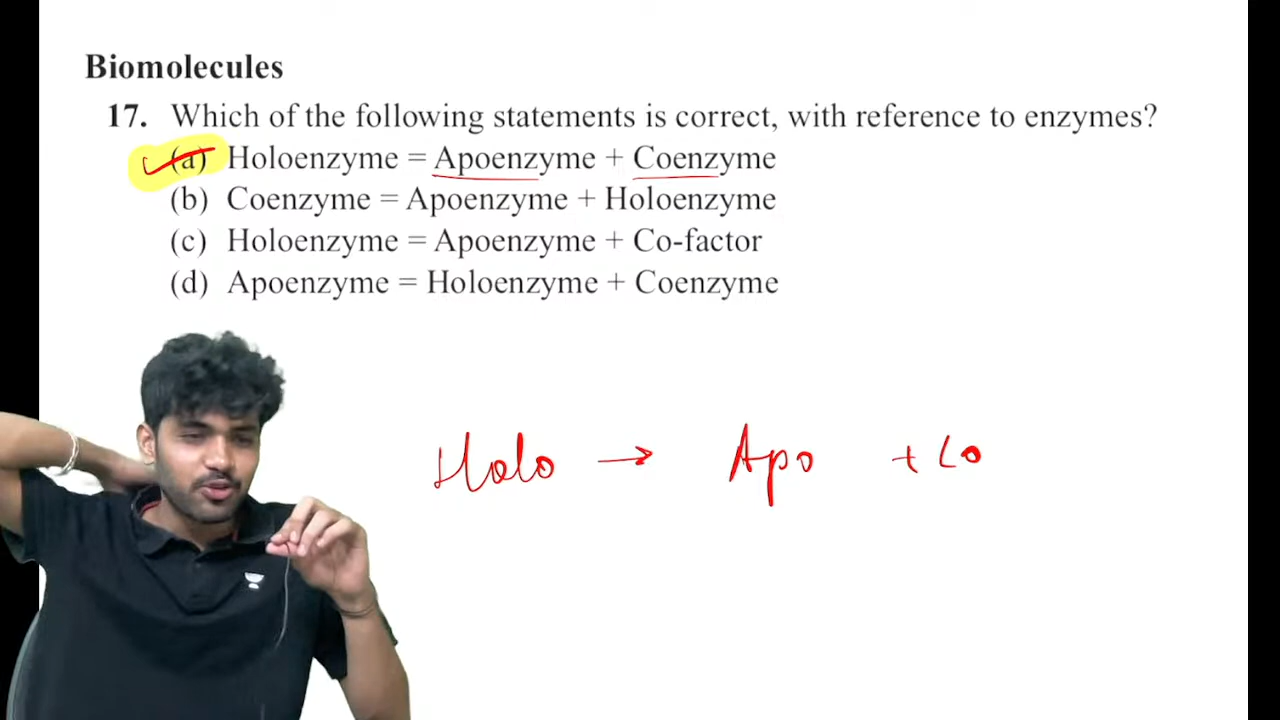 Biomolecules
17. Which of the following statements is correct, with reference to enzymes?
(a) Holoenzyme = Apoenzyme + Coenzyme
(b) Coenzyme = Apoenzyme + Holoenzyme
(c) Holoenzyme = Apoenzyme + Co-factor
(d) Apoenzyme = Holoenzyme + Coenzyme
Holo → Apo + Co